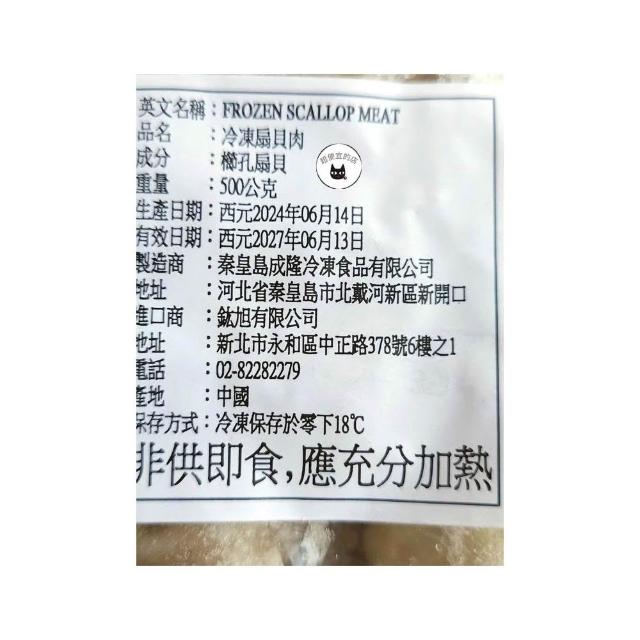 英文名稱：FROZEN SCALLOP MEAT
品名：冷凍扇貝肉
成分：櫛孔扇貝
超便宜的店
重量：500公克
生產日期：西元2024年06月14日
有效日期：西元2027年06月13日
製造商：秦皇島成隆冷凍食品有限公司
地址：河北省秦皇島市北戴河新區新開口
進口商：鈦旭有限公司
地址：新北市永和區中正路378號6樓之1
電話：02-82282279
產地：中國
保存方式：冷凍保存於零下18℃
非供即食，應充分加熱